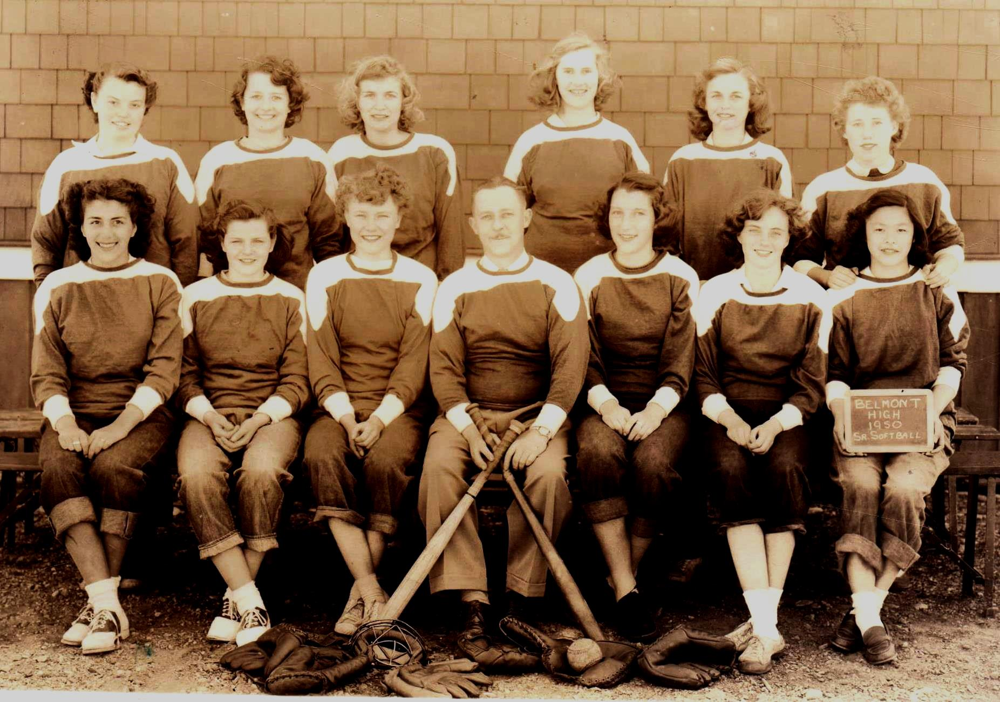 BELMONT
HIGH
1950
SR. SOFTBALL